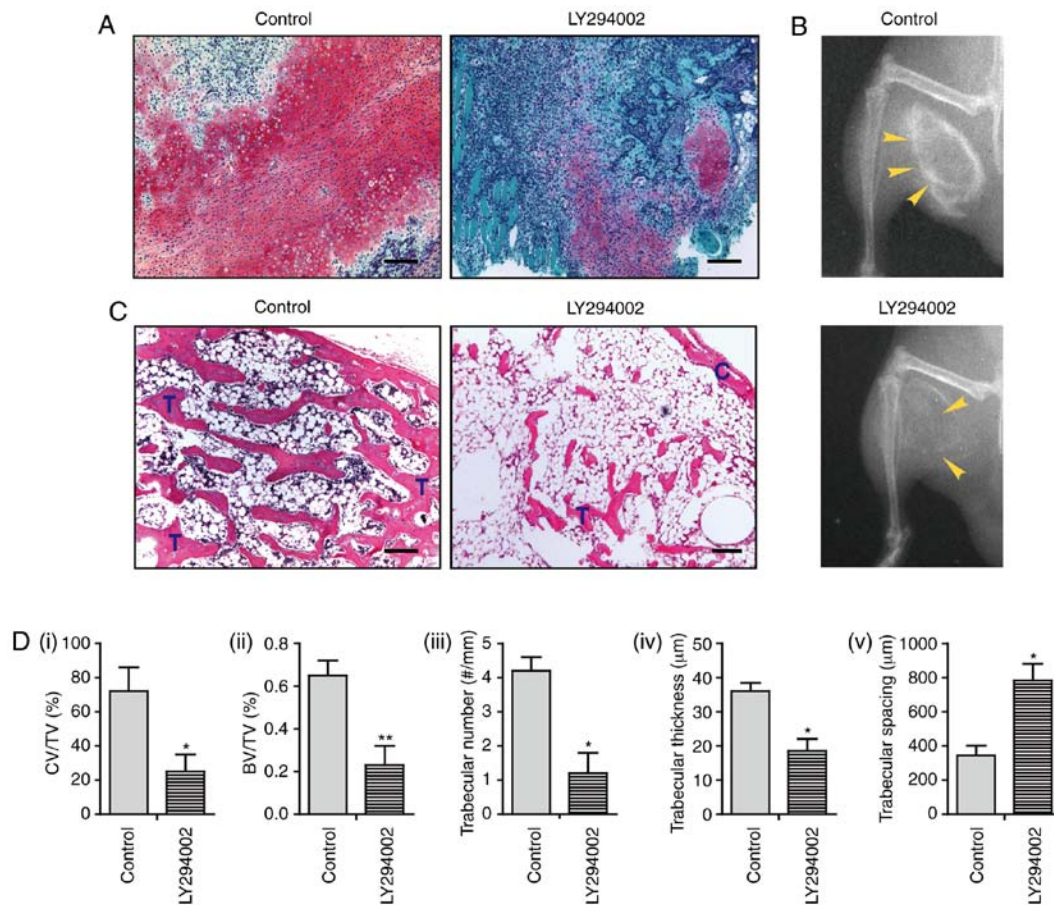 A
Control
LY294002
B
Control
C
Control
LY294002
LY294002
T
T
T
C
T
D
(i)
CV/TV (%)
100
80
60
40
20
0
*
Control
LY294002
(ii)
BV/TV (%)
0.8
0.6
0.4
0.2
0.0
**
Control
LY294002
(iii)
Trabecular number (#/mm)
5
4
3
2
1
0
*
Control
LY294002
(iv)
Trabecular thickness (µm)
50
40
30
20
10
0
*
Control
LY294002
(v)
Trabecular spacing (µm)
1000
800
600
400
200
0
*
Control
LY294002